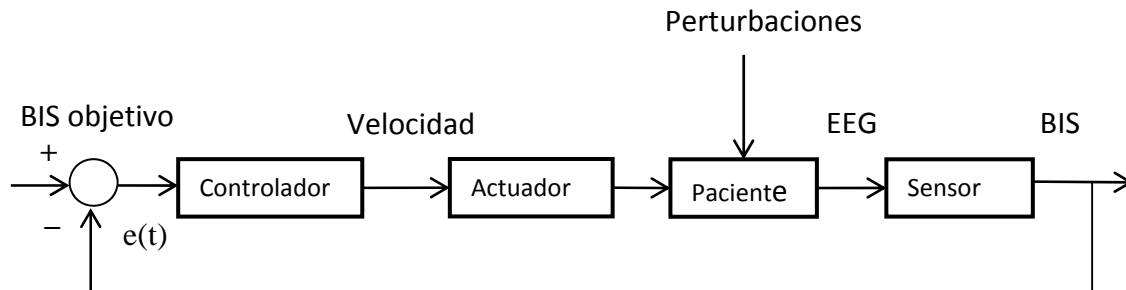 Perturbaciones
BIS objetivo
Velocidad
EEG
BIS
+
Controlador
Actuador
Paciente
Sensor
−
e(t)